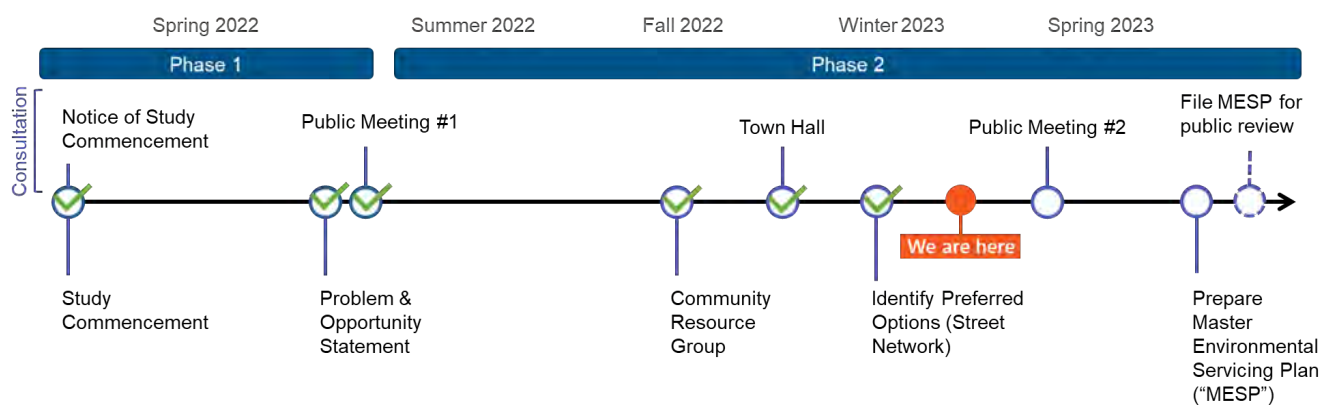 Spring 2022
Summer 2022
Fall 2022
Winter 2023
Spring 2023
Phase 1
Phase 2
Consultation
Notice of Study
Commencement
Public Meeting #1
Town Hall
Public Meeting #2
File MESP for
public review
We are here
Study
Commencement
Problem &
Opportunity
Statement
Community
Resource
Group
Identify Preferred
Options (Street
Network)
Prepare
Master
Environmental
Servicing Plan
(“MESP”)